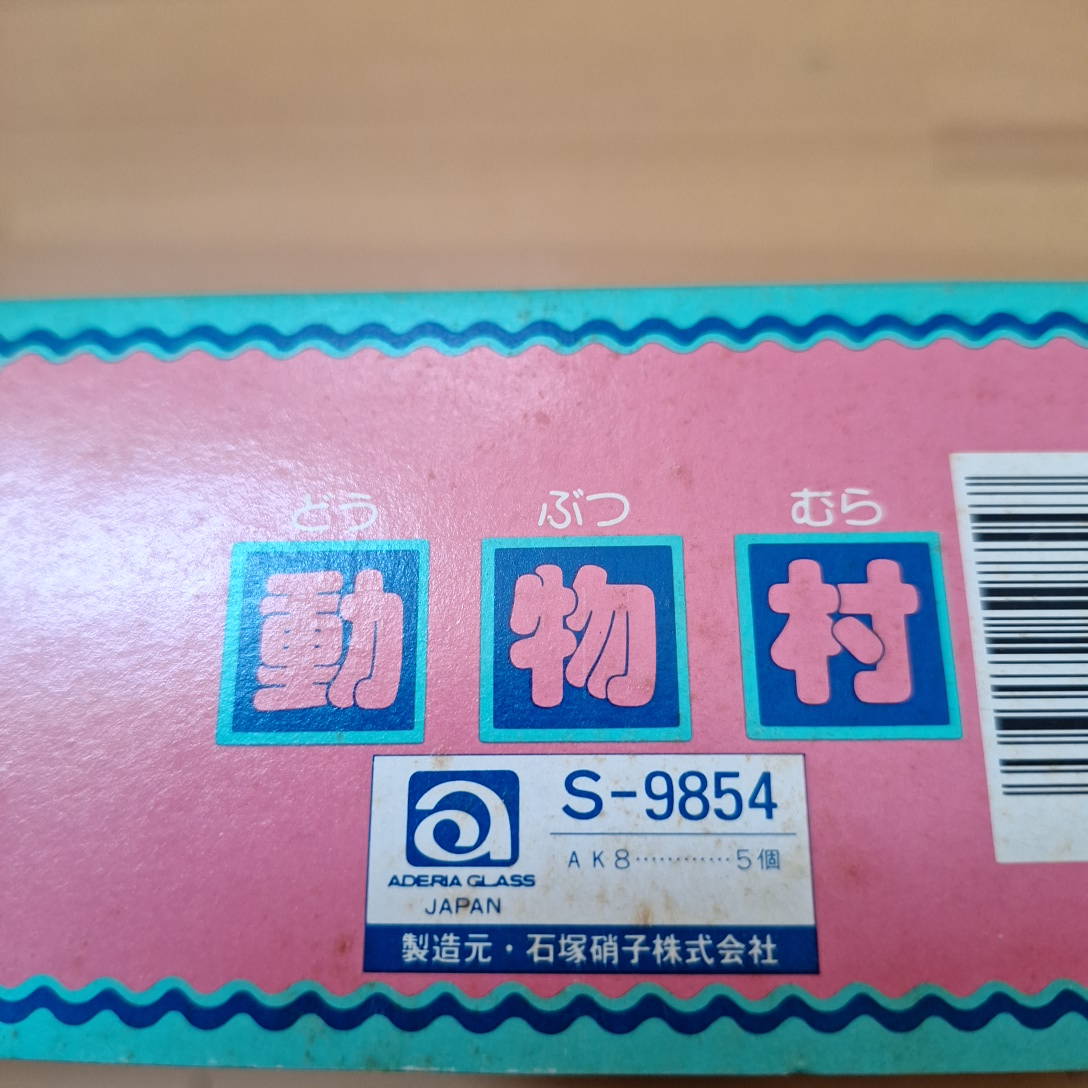 どう ぶつ むら
動物村
S-9854
AK8…………5個
a
ADERIA GLASS
JAPAN
製造元・石塚硝子株式会社